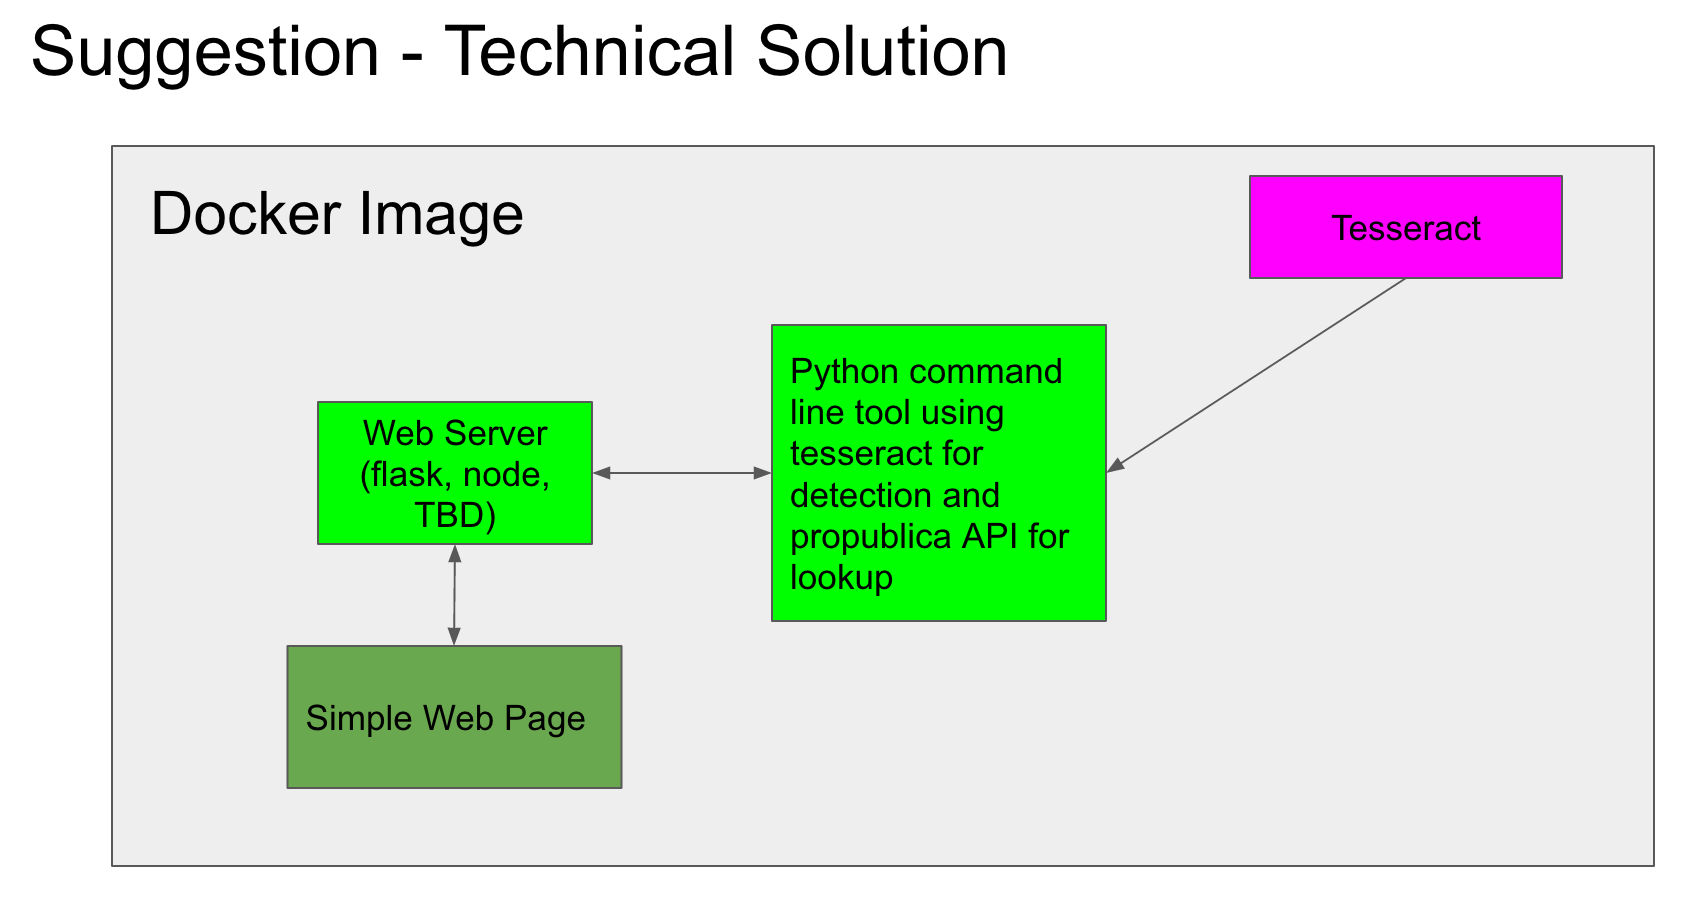 Suggestion - Technical Solution
Docker Image
Tesseract
Python command
line tool using
tesseract for
detection and
propublica API for
lookup
Web Server
(flask, node,
TBD)
Simple Web Page